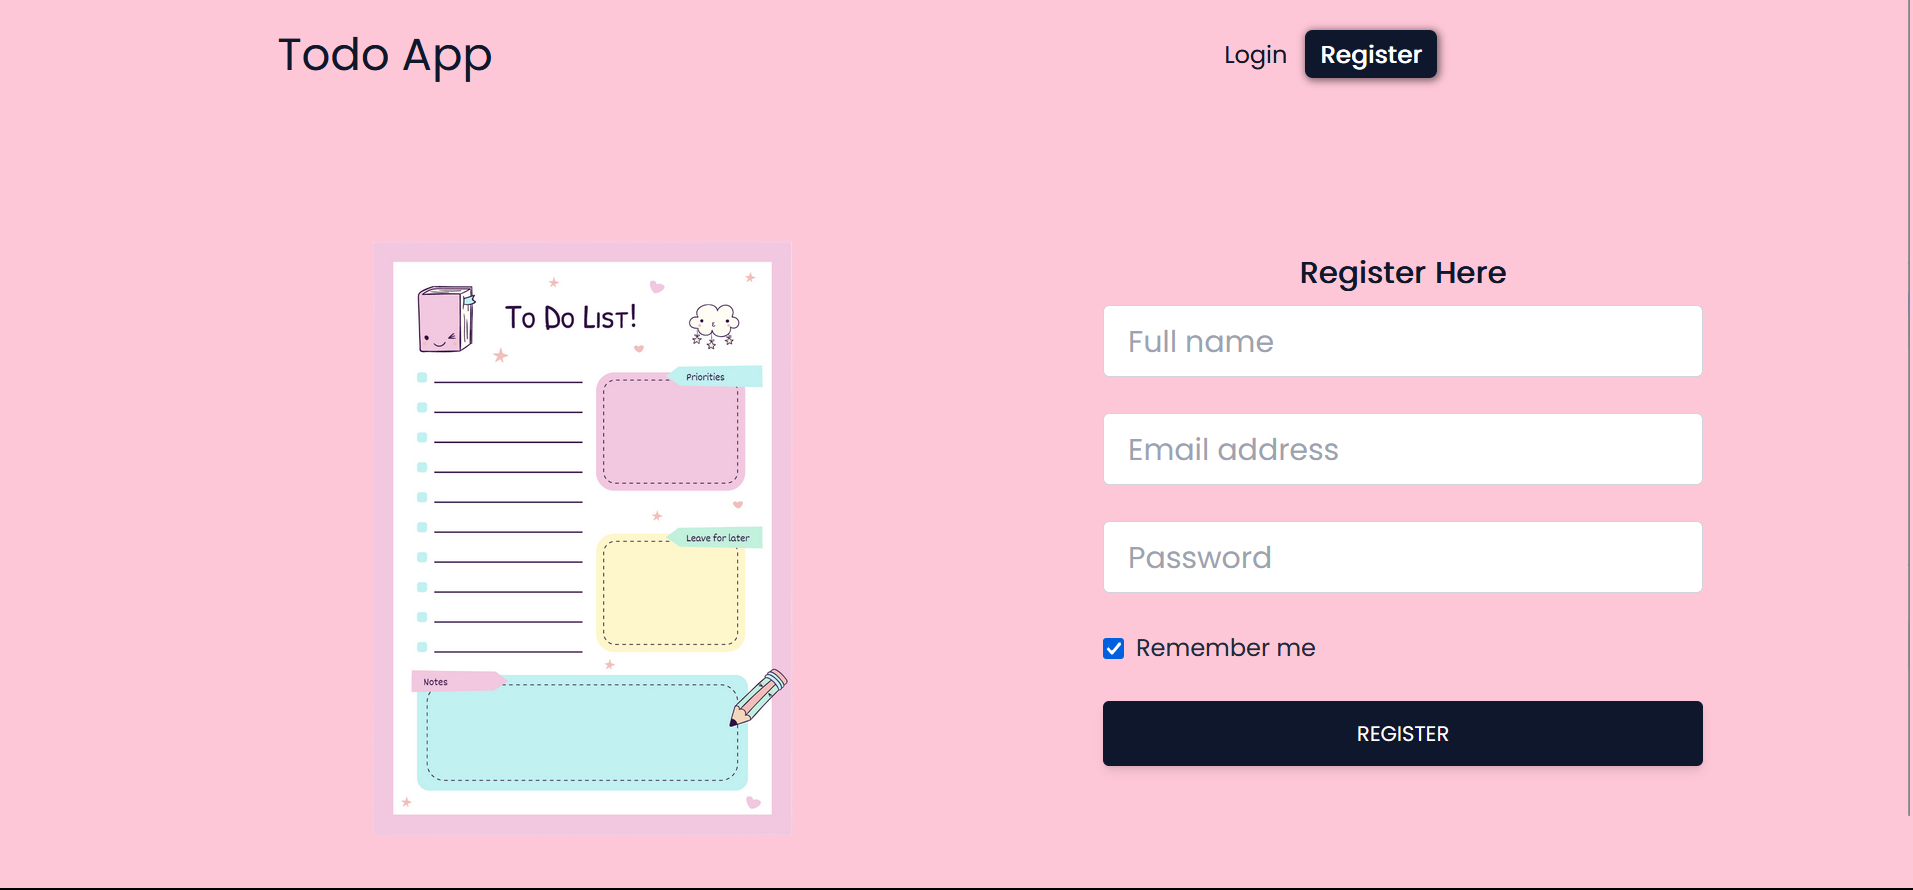 Todo App
Login
Register
To Do List!
Priorities
Leave for later
Notes
Register Here
Full name
Email address
Password
Remember me
REGISTER